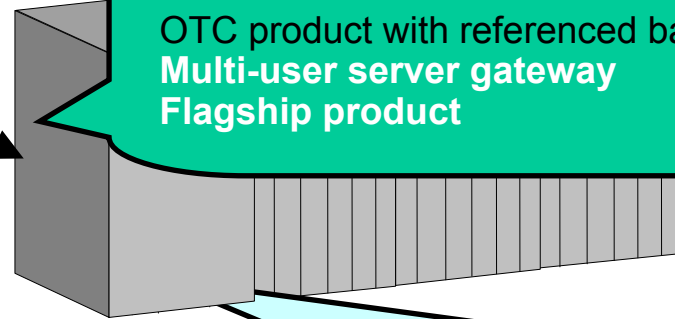 OTC product with referenced
Multi-user server gateway
Flagship product